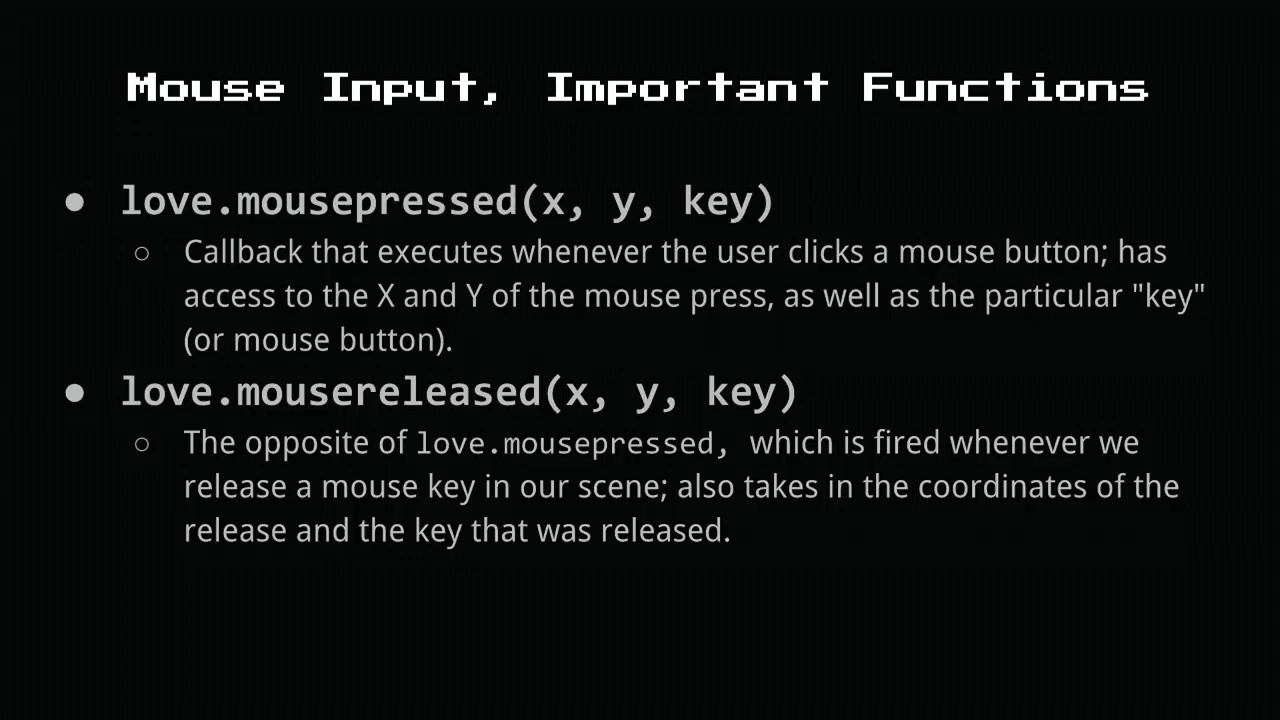 Mouse Input, Important Functions
● love.mousepressed(x, y, key)
○ Callback that executes whenever the user clicks a mouse button; has
access to the X and Y of the mouse press, as well as the particular "key"
(or mouse button).
● love.mousereleased(x, y, key)
○ The opposite of love.mousepressed, which is fired whenever we
release a mouse key in our scene; also takes in the coordinates of the
release and the key that was released.